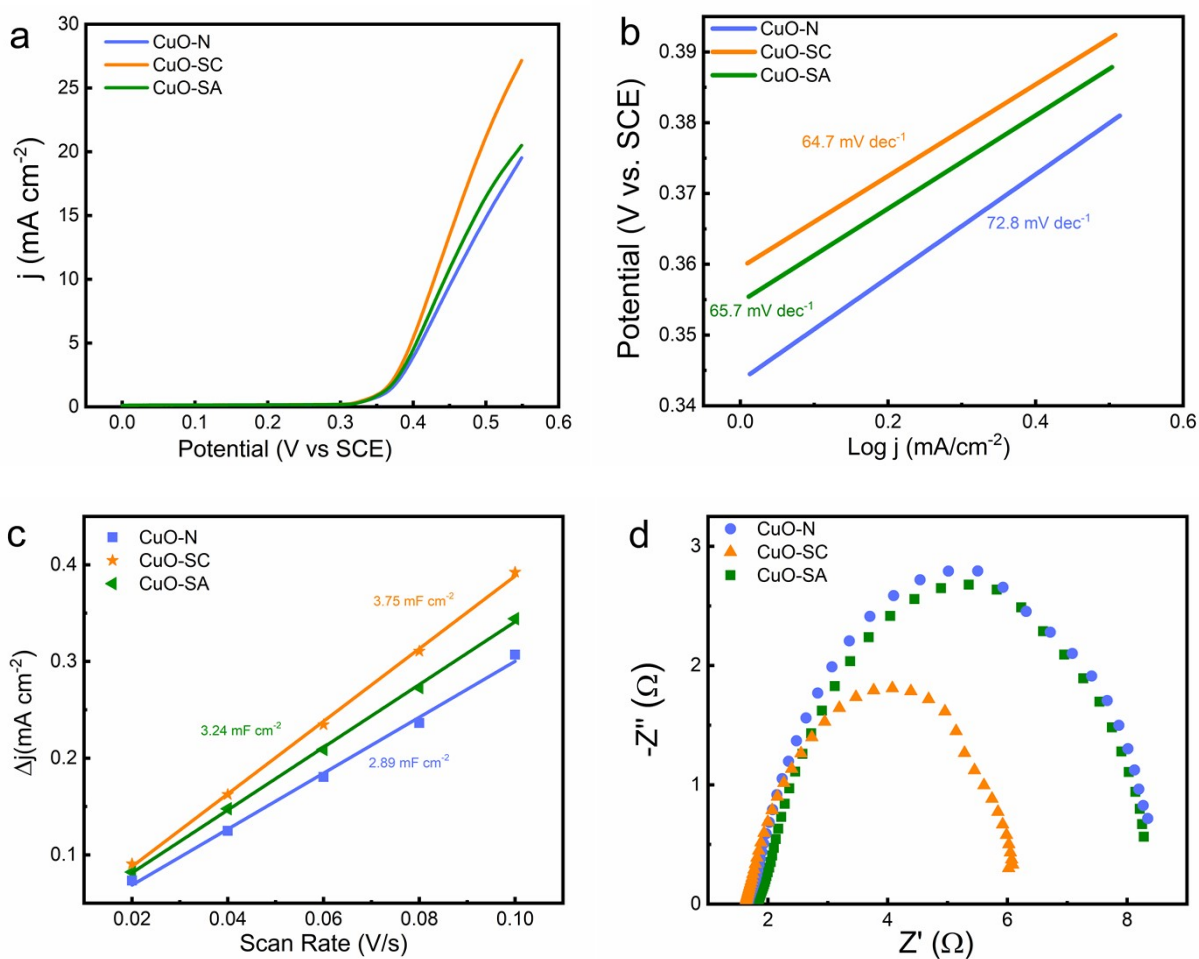 a
30
25
20
15
10
5
0
j (mA cm⁻²)
CuO-N
CuO-SC
CuO-SA
0.0 0.1 0.2 0.3 0.4 0.5 0.6
Potential (V vs SCE)
b
0.39
0.38
0.37
0.36
0.35
0.34
Potential (V vs. SCE)
CuO-N
CuO-SC
CuO-SA
64.7 mV dec⁻¹
72.8 mV dec⁻¹
65.7 mV dec⁻¹
0.0 0.2 0.4 0.6
Log j (mA/cm⁻²)
c
0.4
0.3
0.2
0.1
Δj(mA cm⁻²)
CuO-N
CuO-SC
CuO-SA
3.75 mF cm⁻²
3.24 mF cm⁻²
2.89 mF cm⁻²
0.02 0.04 0.06 0.08 0.10
Scan Rate (V/s)
d
3
2
1
0
-Z'' (Ω)
CuO-N
CuO-SC
CuO-SA
2 4 6 8
Z' (Ω)